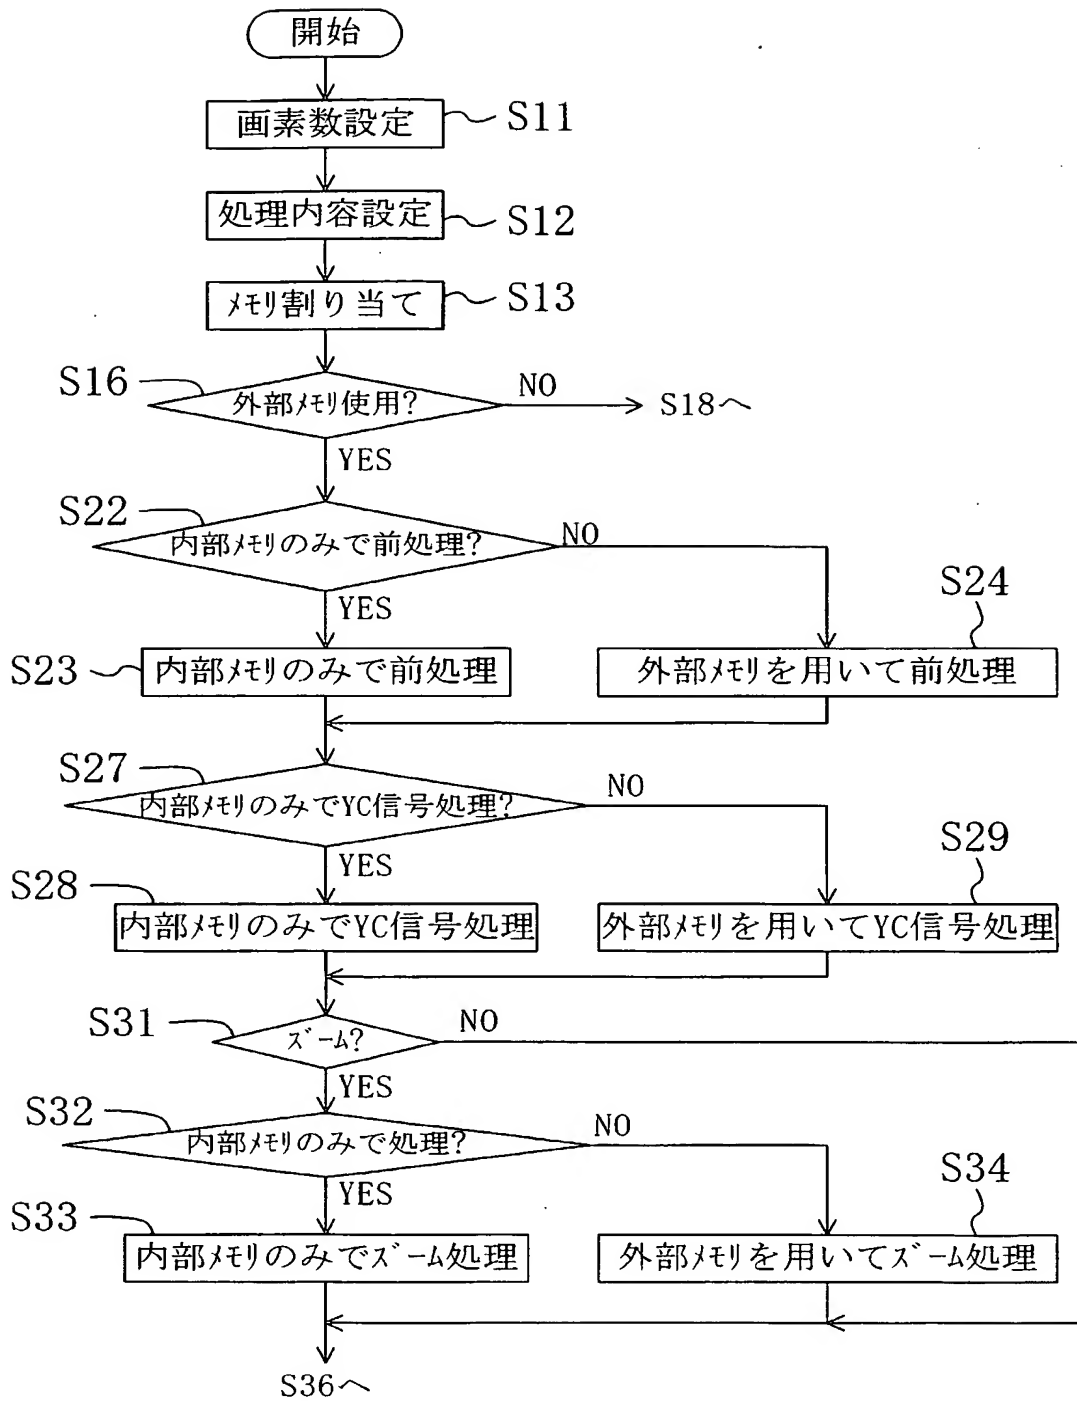 開始
画素数設定
S11
処理内容設定
S12
メモリ割り当て
S13
S16
外部メモリ使用?
NO
S18へ
YES
S22
内部メモリのみで前処理?
NO
YES
S24
S23
内部メモリのみで前処理
外部メモリを用いて前処理
S27
内部メモリのみでYC信号処理?
NO
YES
S29
S28
内部メモリのみでYC信号処理
外部メモリを用いてYC信号処理
S31
ズーム?
NO
YES
S32
内部メモリのみで処理?
NO
YES
S34
S33
内部メモリのみでズーム処理
外部メモリを用いてズーム処理
S36へ